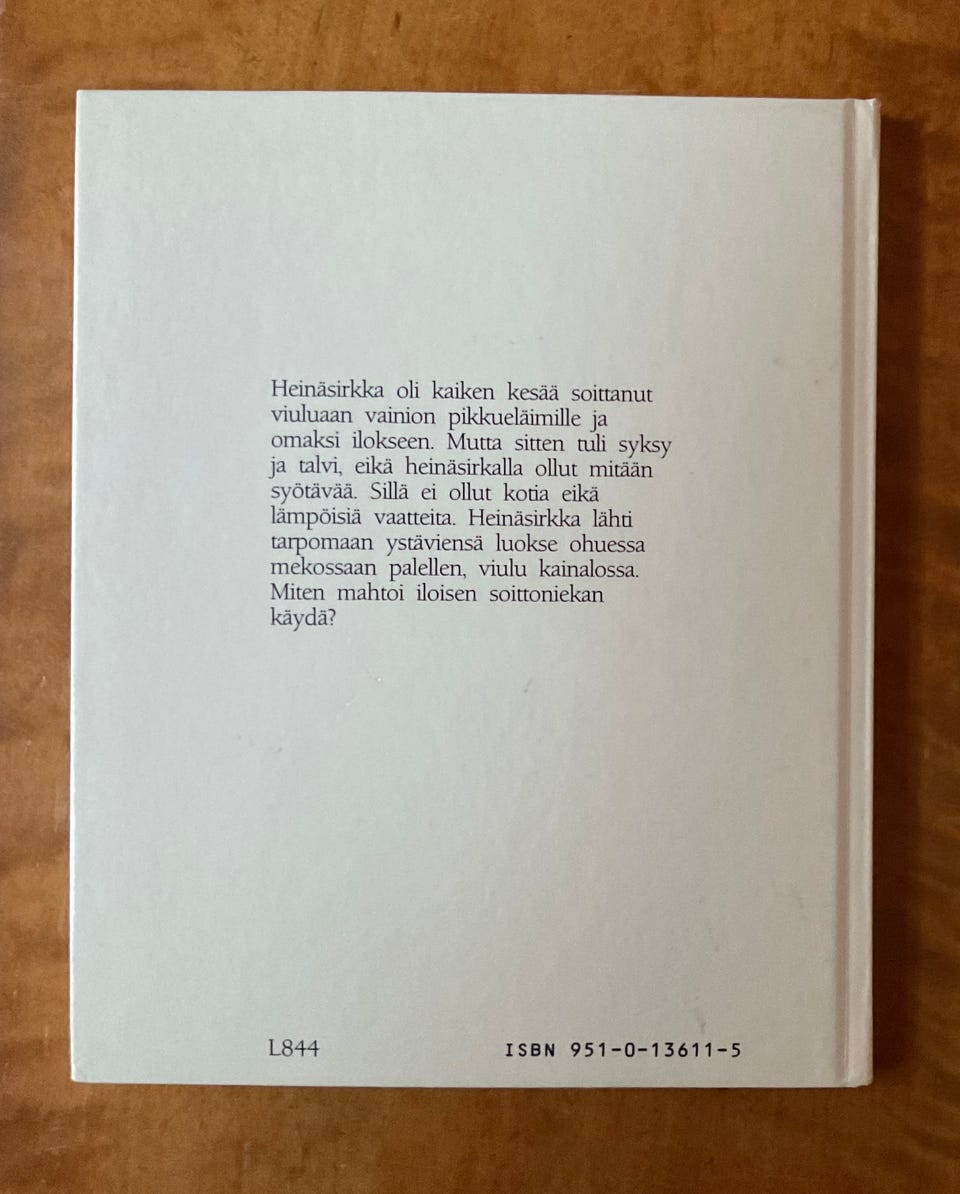 Heinäsirkka oli kaiken kesää soittanut
viuluaan vainion pikkueläimille ja
omaksi ilokseen. Mutta sitten tuli syksy
ja talvi, eikä heinäsirkalla ollut mitään
syötävää. Sillä ei ollut kotia eikä
lämpöisiä vaatteita. Heinäsirkka lähti
tarpomaan ystäviensä luokse ohuessa
mekossaan palellen, viulu kainalossa.
Miten mahtoi iloisen soittoniekan
käydä?
L844
ISBN 951-0-13611-5